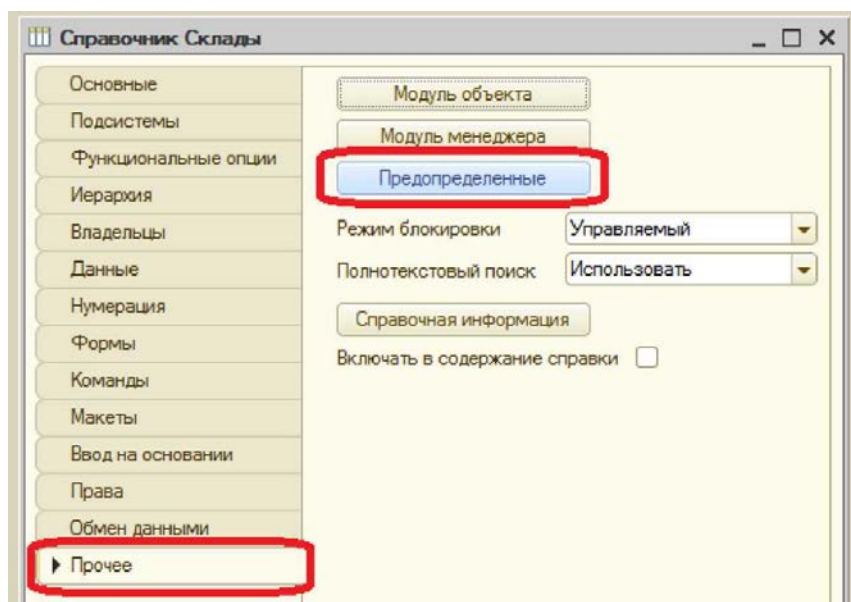 Справочник Склады
Основные
Подсистемы
Функциональные опции
Иерархия
Владельцы
Данные
Нумерация
Формы
Команды
Макеты
Ввод на основании
Права
Обмен данными
Прочее
Модуль объекта
Модуль менеджера
Предопределенные
Режим блокировки Управляемый
Полнотекстовый поиск Использовать
Справочная информация
Включать в содержание справки